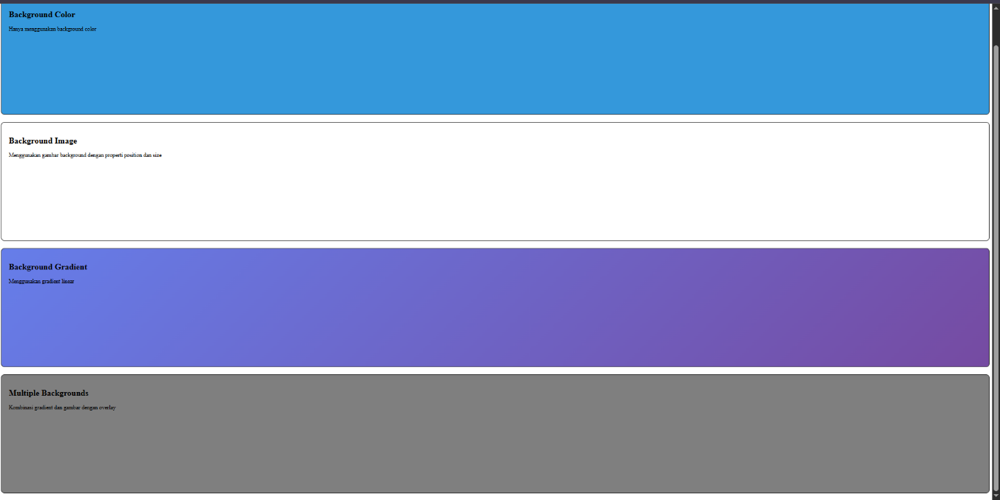 Background Color
Hanya menggunakan background color
Background Image
Menggunakan gambar background dengan properti position dan size
Background Gradient
Menggunakan gradient linear
Multiple Backgrounds
Kombinasi gradient dan gambar dengan overlay